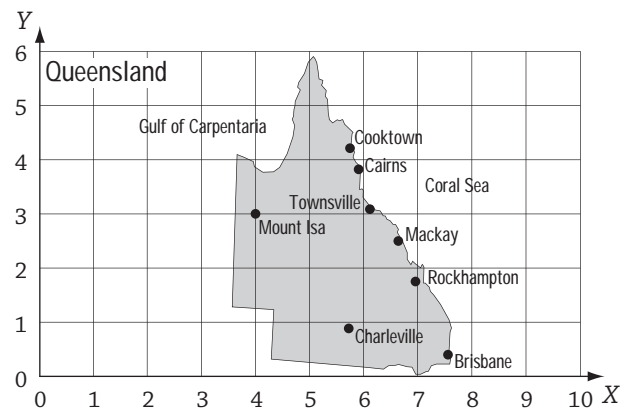 Y
6
Queensland
5
Gulf of Carpentaria
Cooktown
4
Cairns
Coral Sea
Townsville
3
Mount Isa
Mackay
2
Rockhampton
1
Charleville
Brisbane
0
0 1 2 3 4 5 6 7 8 9 10 X